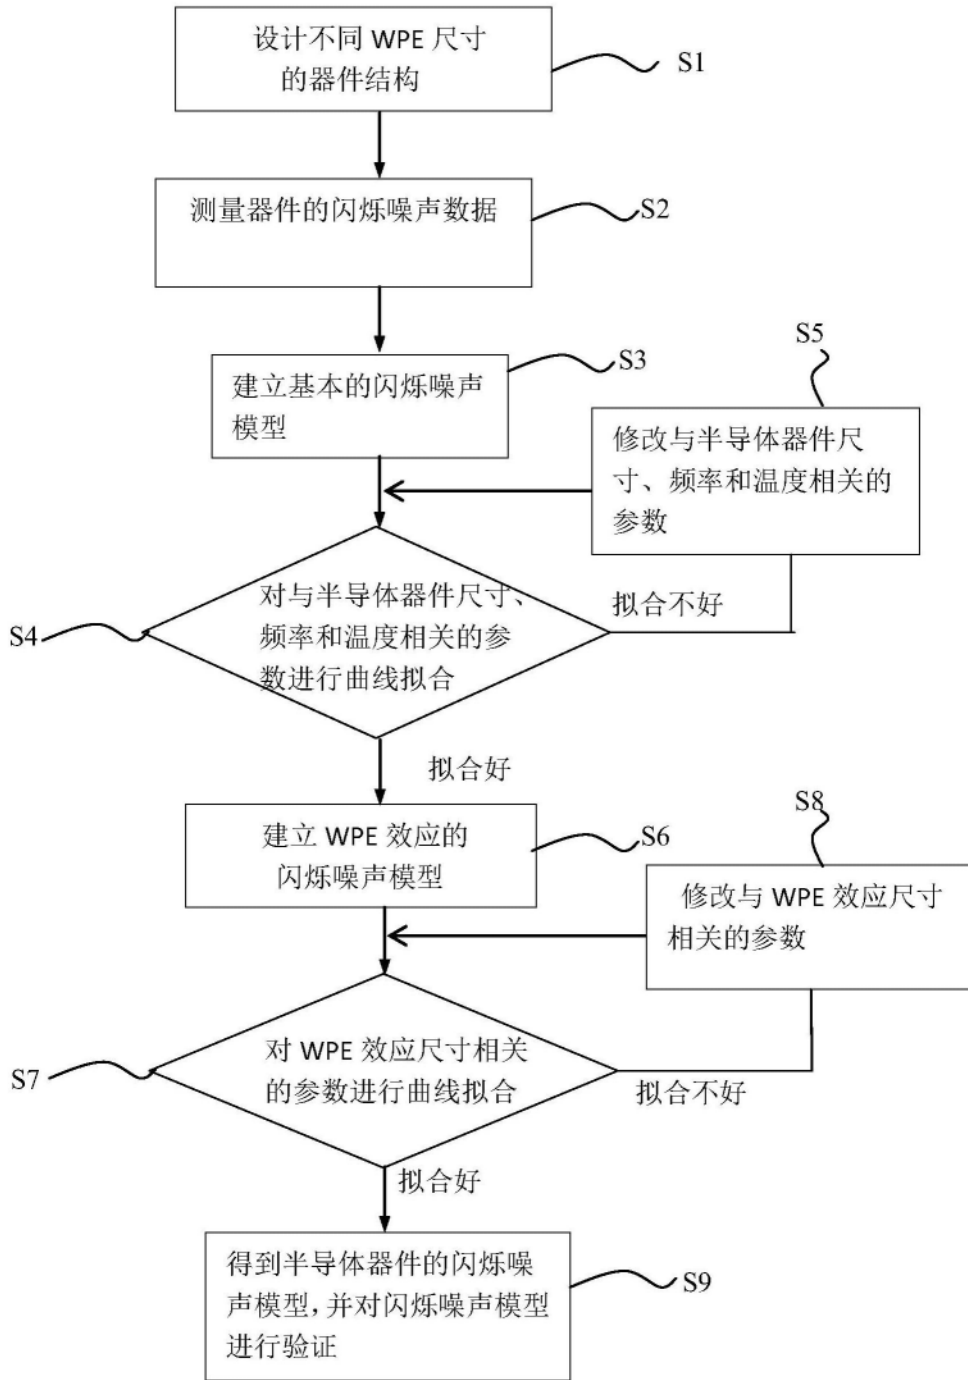 设计不同 WPE 尺寸
的器件结构
S1
测量器件的闪烁噪声数据
S2
建立基本的闪烁噪声
模型
S3
S5
修改与半导体器件尺
寸、频率和温度相关的
参数
对与半导体器件尺寸、
频率和温度相关的参
数进行曲线拟合
S4
拟合不好
拟合好
建立 WPE 效应的
闪烁噪声模型
S6
S8
修改与 WPE 效应尺寸
相关的参数
对 WPE 效应尺寸相关
的参数进行曲线拟合
S7
拟合不好
拟合好
得到半导体器件的闪烁噪
声模型,并对闪烁噪声模型
进行验证
S9